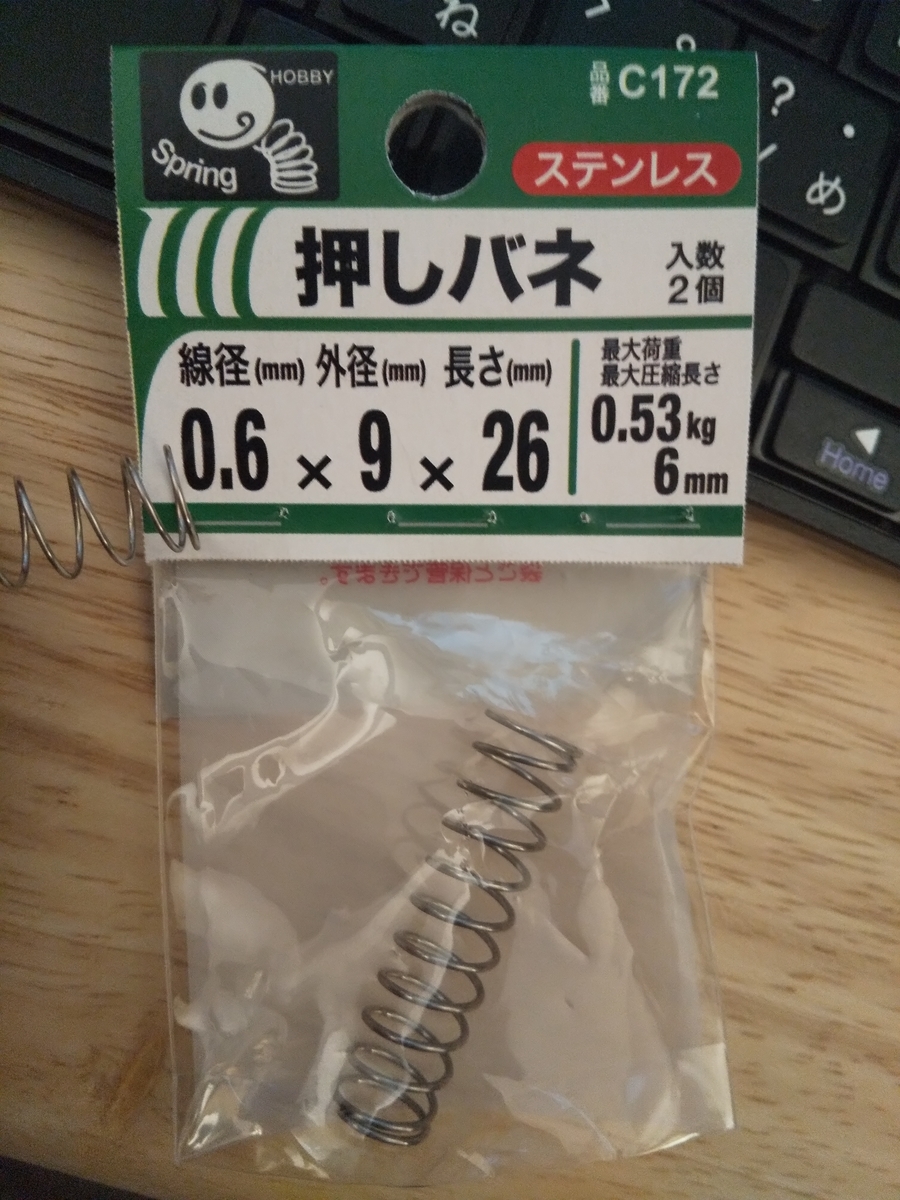 HOBBY
Spring
品番 C172
ステンレス
押しバネ
入数
2個
線径(mm) 外径(mm) 長さ(mm)
0.6 × 9 × 26
最大荷重
最大圧縮長さ
0.53kg
6mm
ね
?
・
め
Home